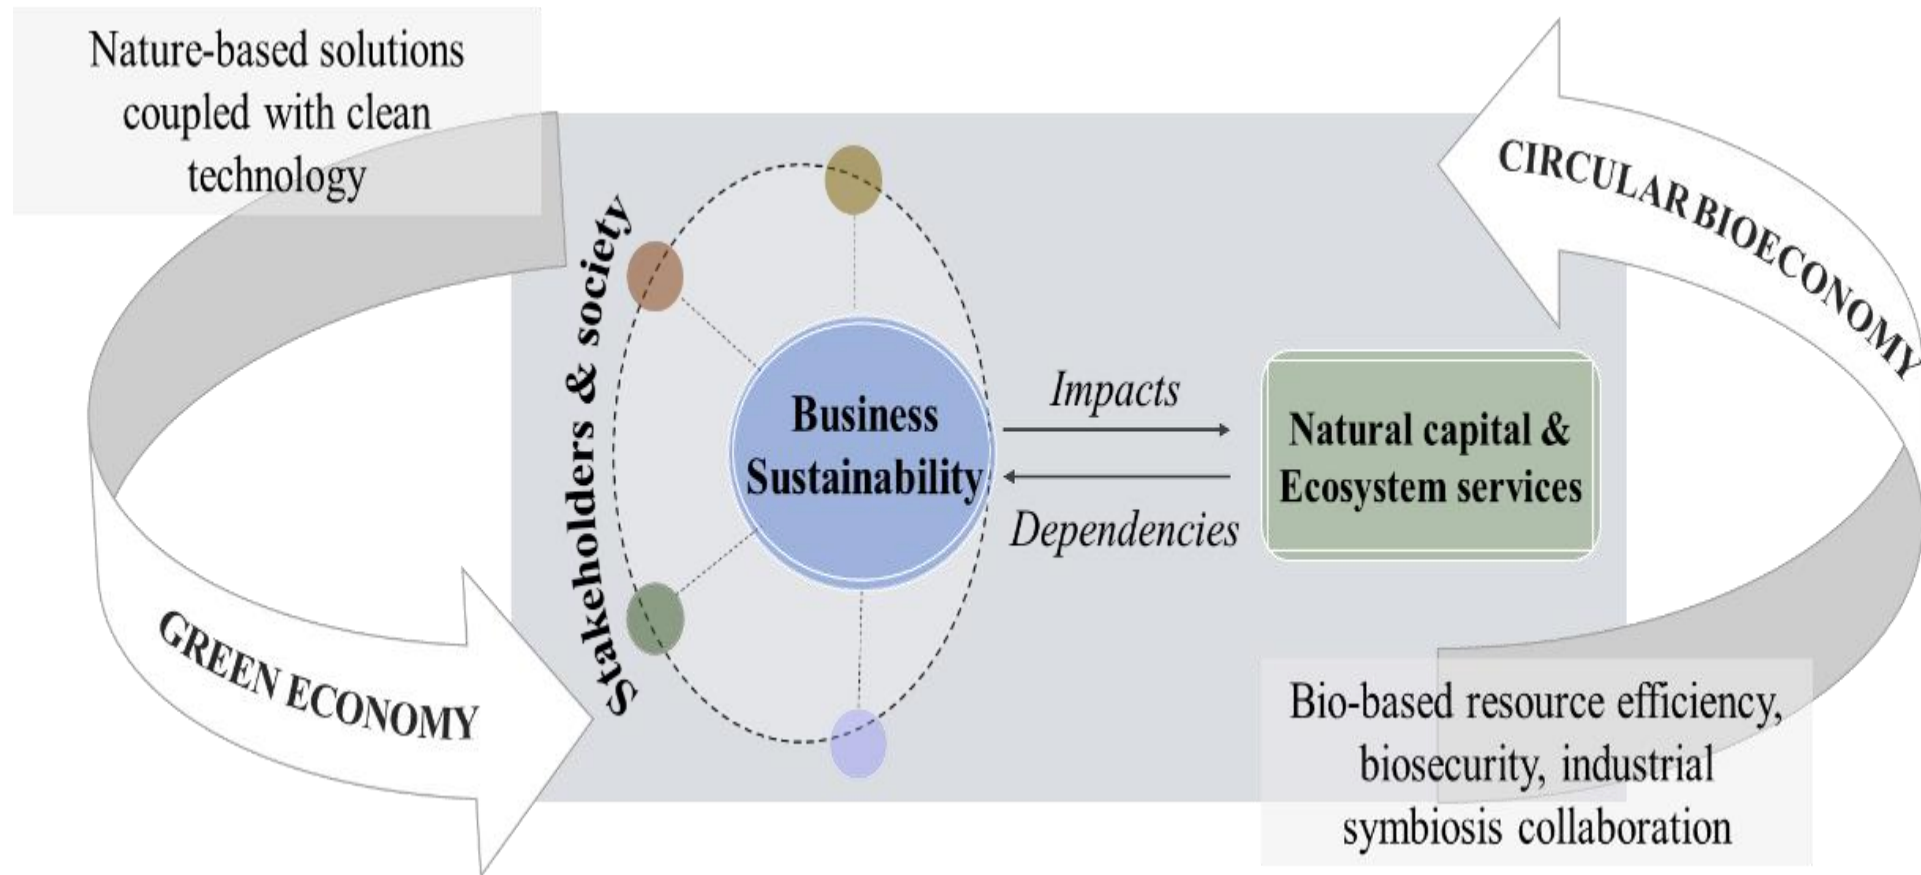 Nature-based solutions
coupled with clean
technology
CIRCULAR BIOECONOMY
Stakeholders & society
Business
Sustainability
Impacts
Dependencies
Natural capital &
Ecosystem services
GREEN ECONOMY
Bio-based resource efficiency,
biosecurity, industrial
symbiosis collaboration